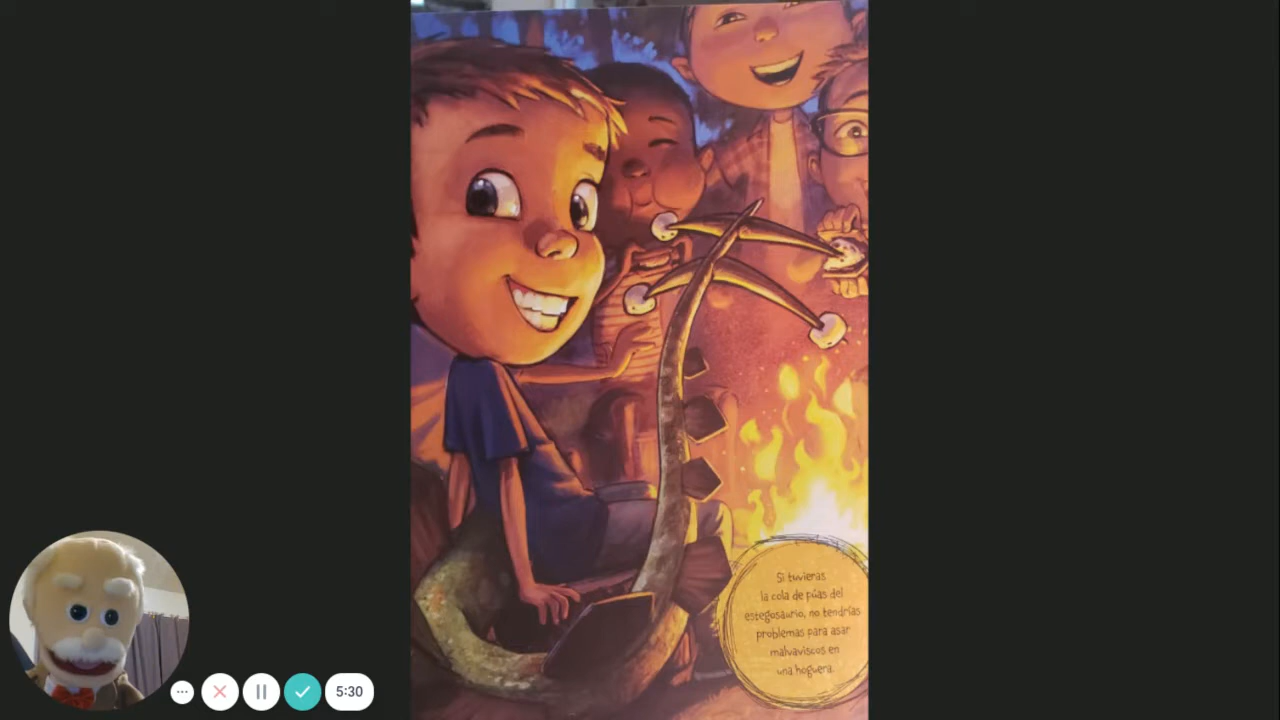 Si tuvieras
la cola de púas del
estegosaurio, no tendrías
problemas para asar
malvaviscos en
una hoguera.
5:30